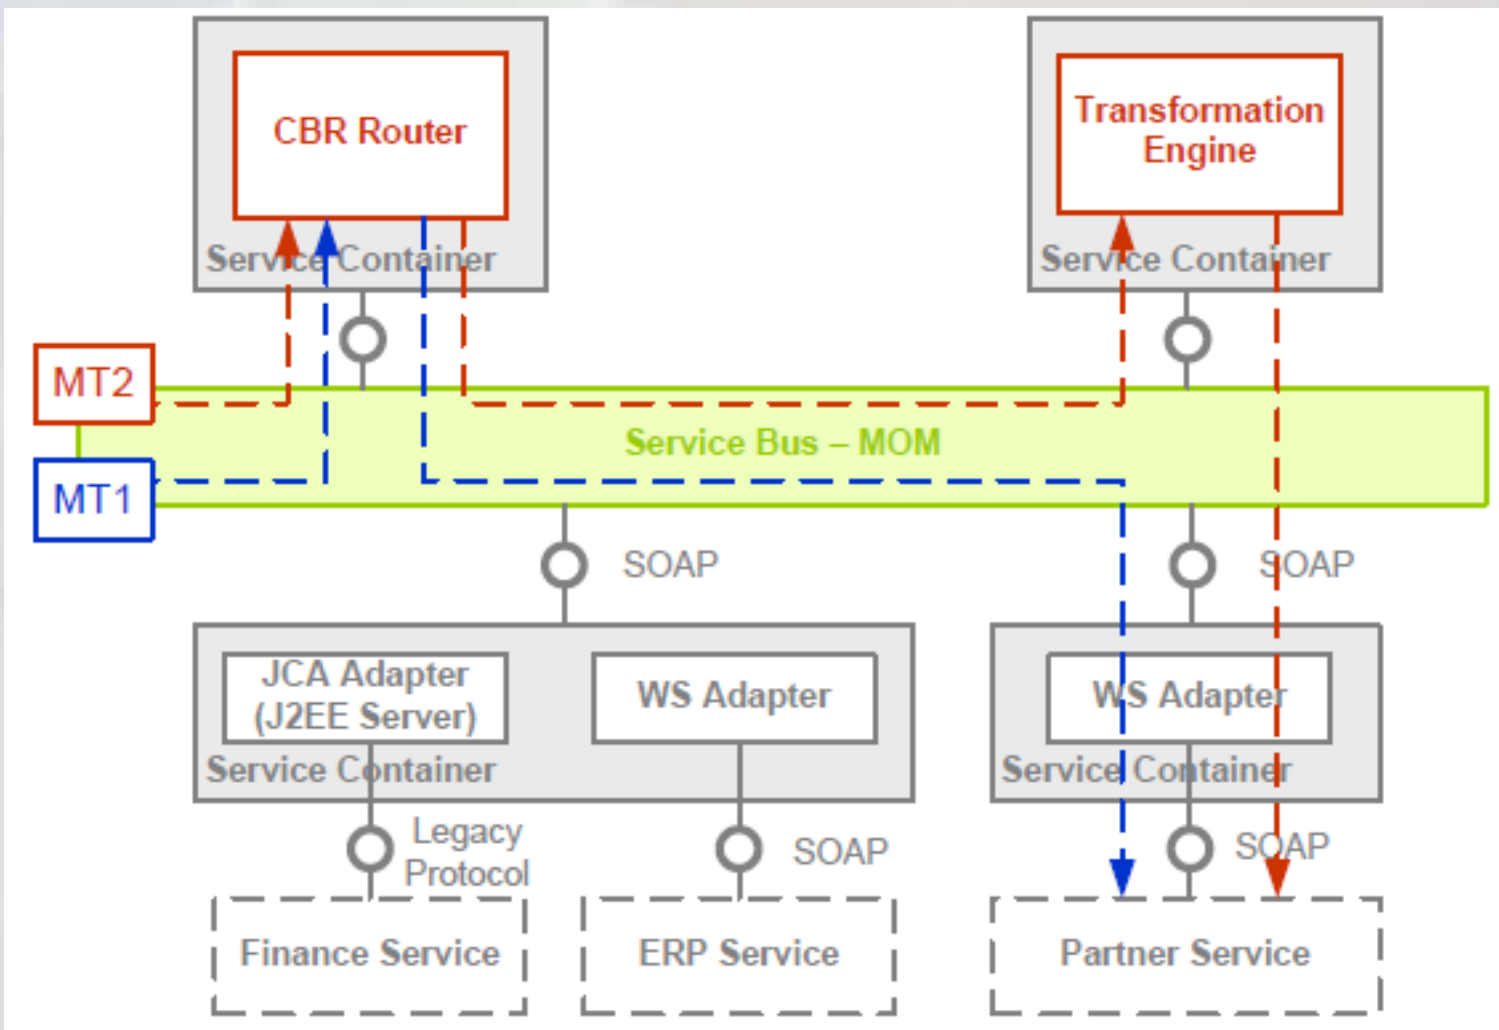 CBR Router
Service Container
Transformation
Engine
Service Container
MT2
MT1
Service Bus – MOM
SOAP
SOAP
JCA Adapter
(J2EE Server)
WS Adapter
Service Container
WS Adapter
Service Container
Legacy
Protocol
SOAP
SOAP
Finance Service
ERP Service
Partner Service